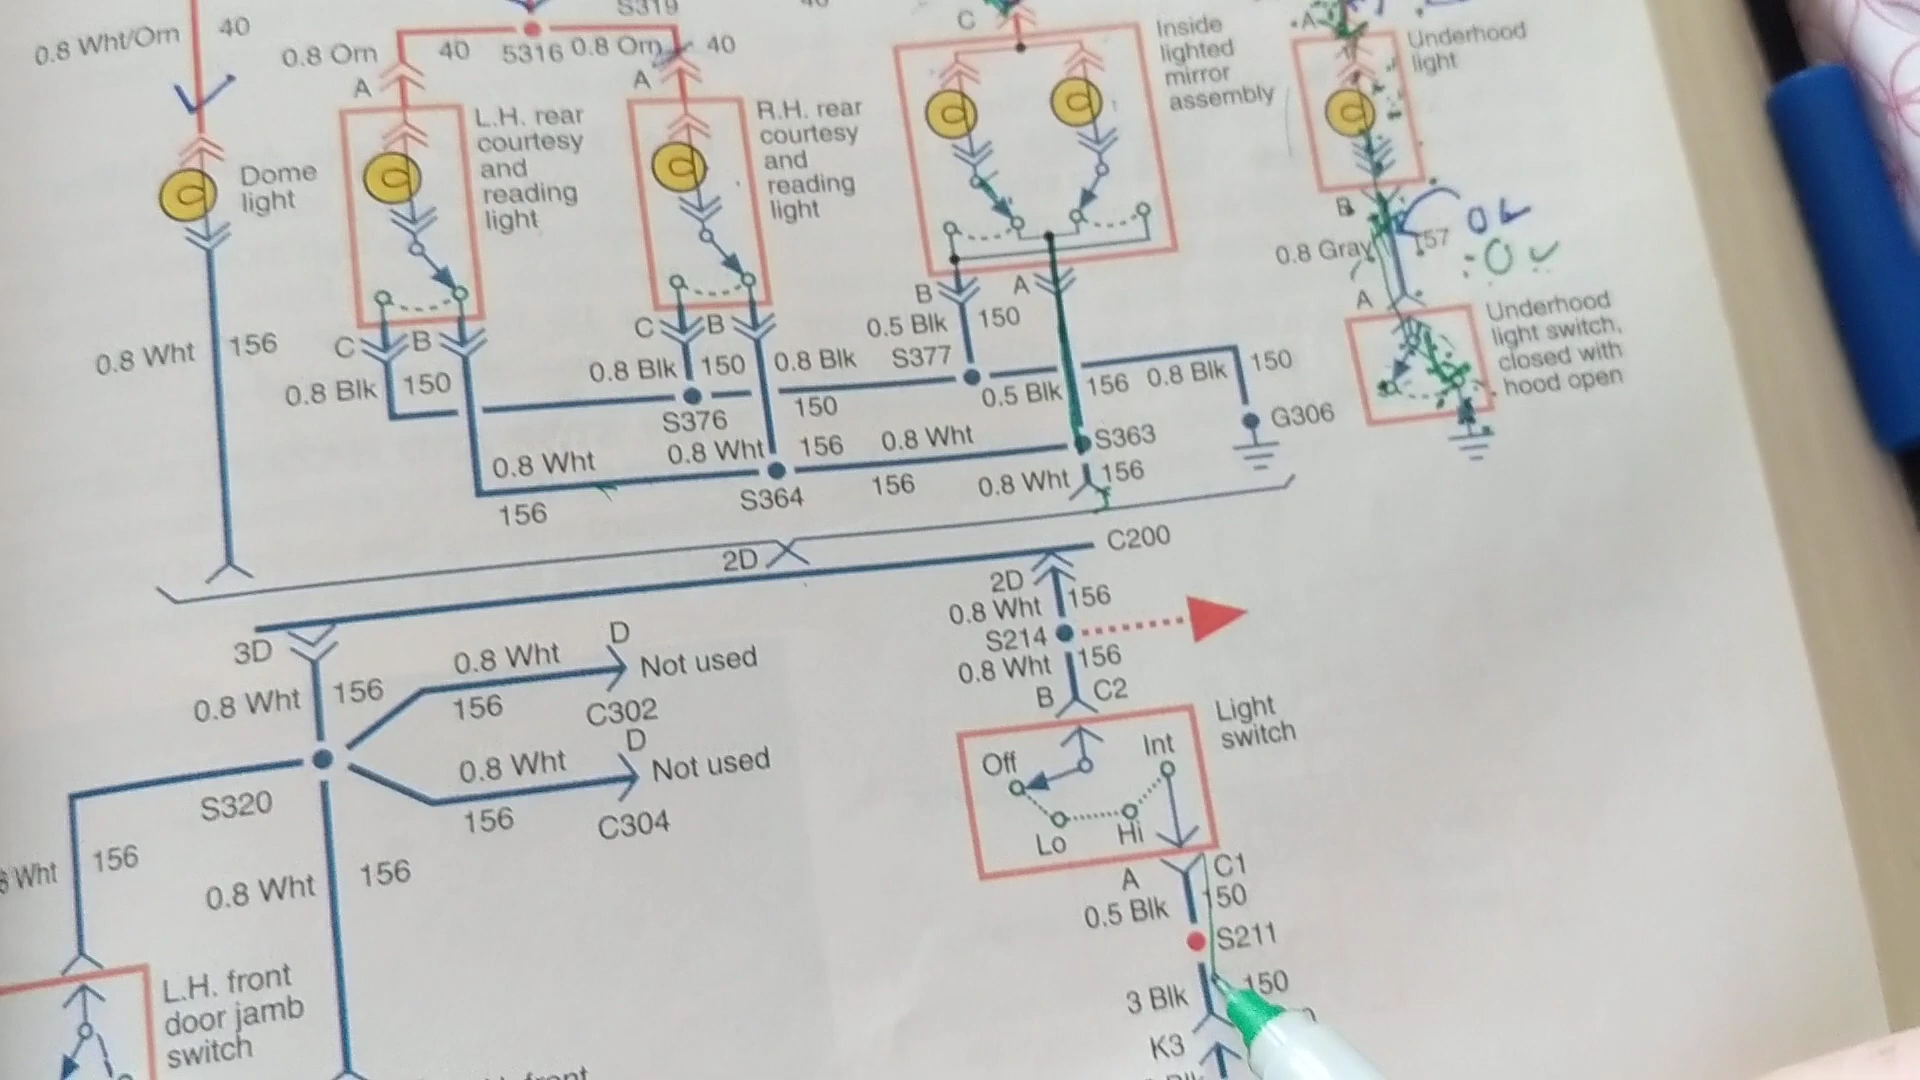 S319
0.8 Wht/Orn
40
0.8 Orn
40
S316
0.8 Orn
40
A
A
C
Inside
lighted
mirror
assembly
A
Underhood
light
L.H. rear
courtesy
and
reading
light
R.H. rear
courtesy
and
reading
light
Dome
light
B
OK
0.8 Gray
157
A
Underhood
light switch,
closed with
hood open
C
B
C
B
B
A
0.5 Blk
150
S377
0.8 Wht
156
0.8 Blk
150
0.8 Blk
150
0.8 Blk
0.5 Blk
156
0.8 Blk
150
G306
S376
150
0.8 Wht
0.8 Wht
156
0.8 Wht
S363
156
S364
156
0.8 Wht
156
2D
C200
2D
0.8 Wht
156
S214
0.8 Wht
156
B
C2
3D
0.8 Wht
156
0.8 Wht
D
Not used
156
C302
0.8 Wht
D
Not used
156
C304
S320
Light
switch
Off
Int
Lo
Hi
Wht
156
0.8 Wht
156
A
C1
0.5 Blk
150
S211
3 Blk
150
K3
L.H. front
door jamb
switch